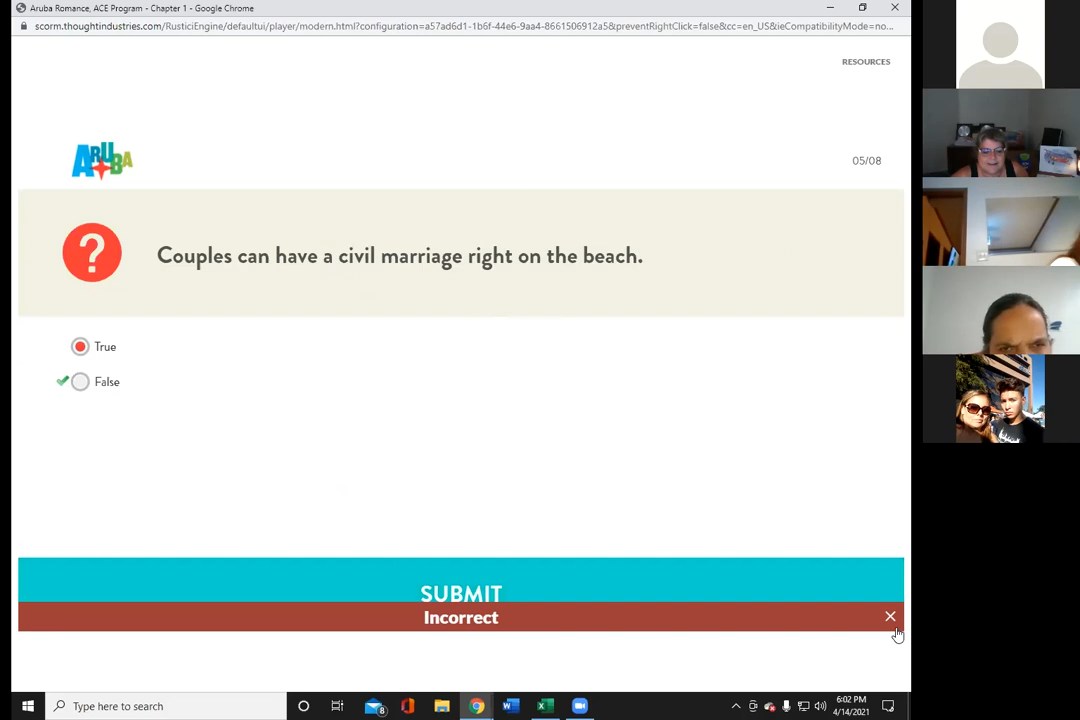 Aruba Romance, ACE Program - Chapter 1 - Google Chrome
scorm.thoughtindustries.com/RusticiEngine/defaultui/player/modern.html?configuration=a57ad6d1-1b6f-44e6-9aa4-8661506912a5&preventRightClick=false&cc=en_US&ieCompatibilityMode=no...
RESOURCES
ARUBA
05/08
?
Couples can have a civil marriage right on the beach.
True
False
SUBMIT
Incorrect
Type here to search
8
6:02 PM
4/14/2021